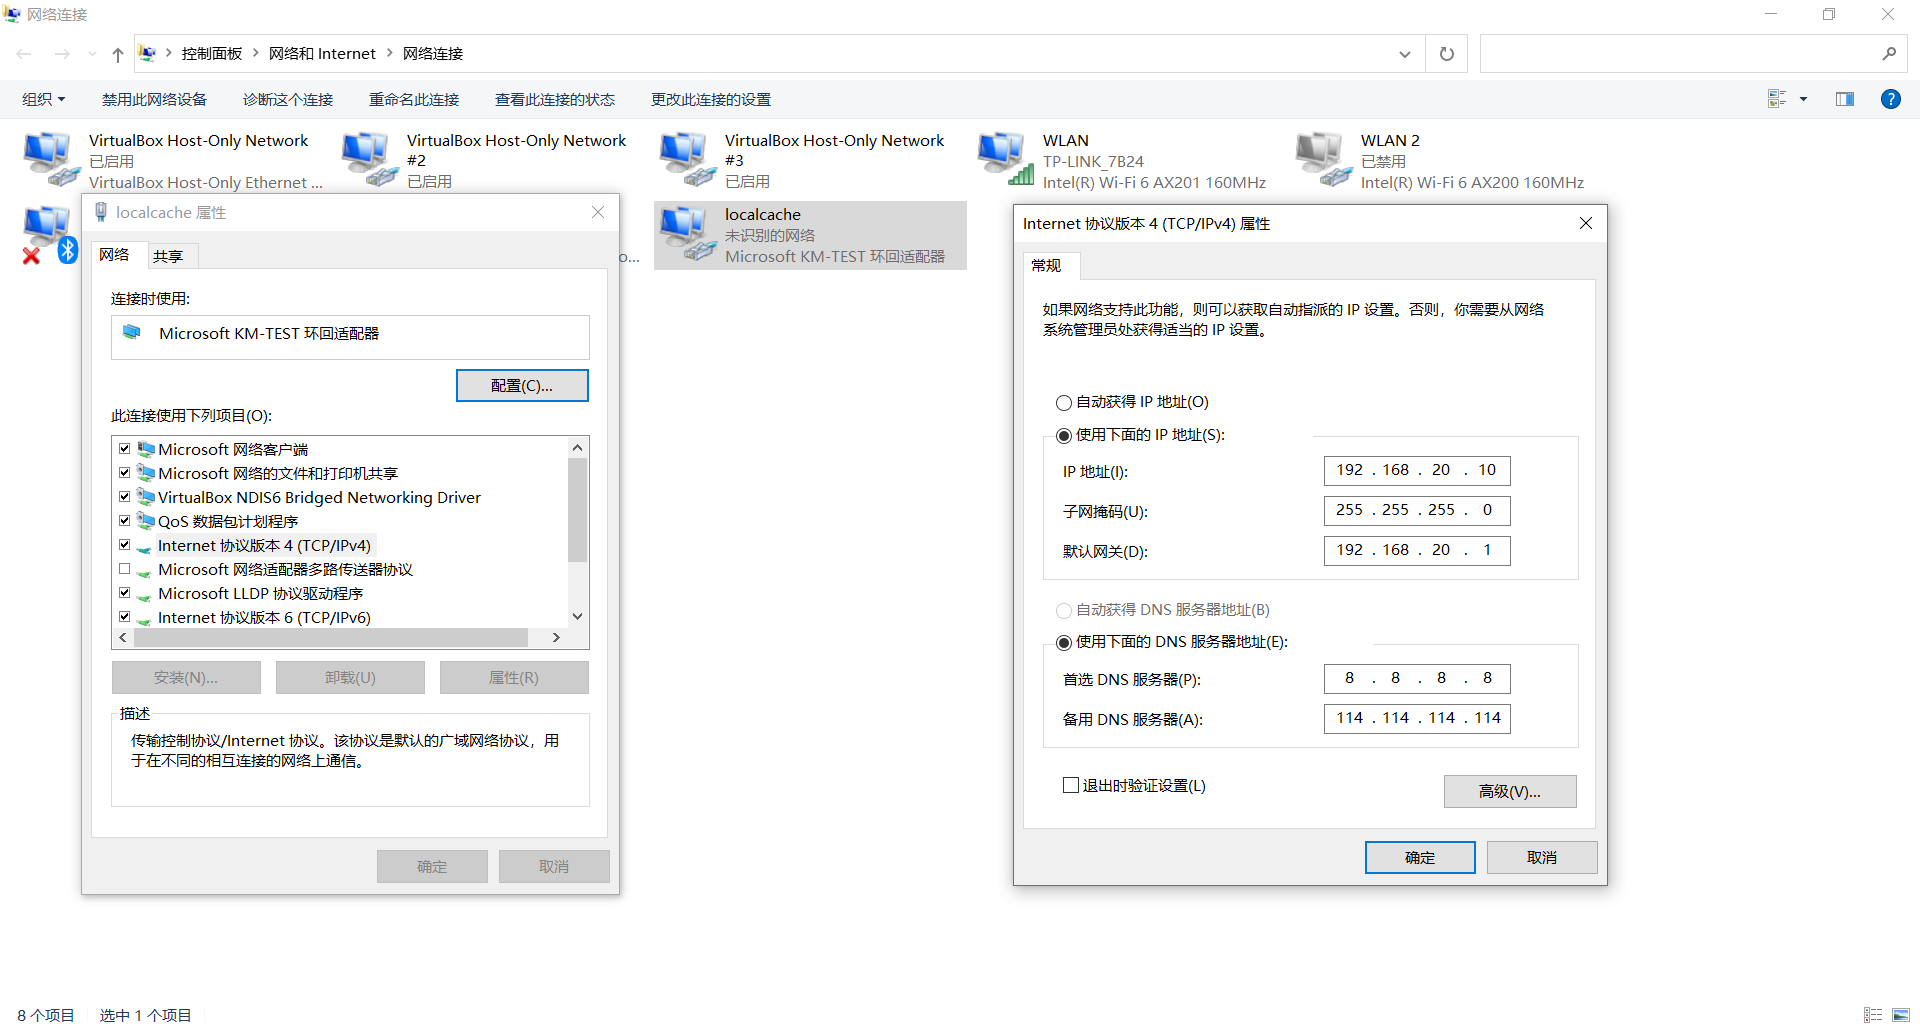 网络连接
控制面板 网络和 Internet 网络连接
组织 禁用此网络设备 诊断这个连接 重命名此连接 查看此连接的状态 更改此连接的设置
VirtualBox Host-Only Network
已启用
VirtualBox Host-Only Ethernet ...
VirtualBox Host-Only Network
#2
已启用
VirtualBox Host-Only Network
#3
已启用
WLAN
TP-LINK_7B24
Intel(R) Wi-Fi 6 AX201 160MHz
WLAN 2
已禁用
Intel(R) Wi-Fi 6 AX200 160MHz
o...
localcache
未识别的网络
Microsoft KM-TEST 环回适配器
localcache 属性
网络 共享
连接时使用:
Microsoft KM-TEST 环回适配器
配置(C)...
此连接使用下列项目(O):
Microsoft 网络客户端
Microsoft 网络的文件和打印机共享
VirtualBox NDIS6 Bridged Networking Driver
QoS 数据包计划程序
Internet 协议版本 4 (TCP/IPv4)
Microsoft 网络适配器多路传送器协议
Microsoft LLDP 协议驱动程序
Internet 协议版本 6 (TCP/IPv6)
安装(N)... 卸载(U) 属性(R)
描述
传输控制协议/Internet 协议。该协议是默认的广域网络协议，用
于在不同的相互连接的网络上通信。
确定 取消
Internet 协议版本 4 (TCP/IPv4) 属性
常规
如果网络支持此功能，则可以获取自动指派的 IP 设置。否则，你需要从网络
系统管理员处获得适当的 IP 设置。
自动获得 IP 地址(O)
使用下面的 IP 地址(S):
IP 地址(I): 192 . 168 . 20 . 10
子网掩码(U): 255 . 255 . 255 . 0
默认网关(D): 192 . 168 . 20 . 1
自动获得 DNS 服务器地址(B)
使用下面的 DNS 服务器地址(E):
首选 DNS 服务器(P): 8 . 8 . 8 . 8
备用 DNS 服务器(A): 114 . 114 . 114 . 114
退出时验证设置(L)
高级(V)...
确定 取消
8 个项目 选中 1 个项目